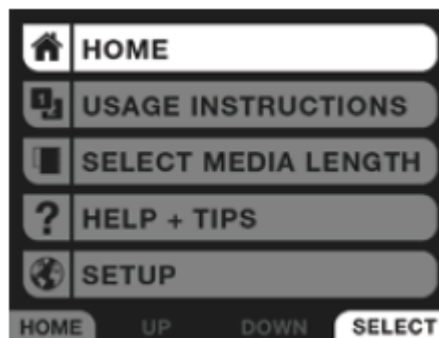 HOME
USAGE INSTRUCTIONS
SELECT MEDIA LENGTH
? HELP + TIPS
SETUP
HOME UP DOWN SELECT